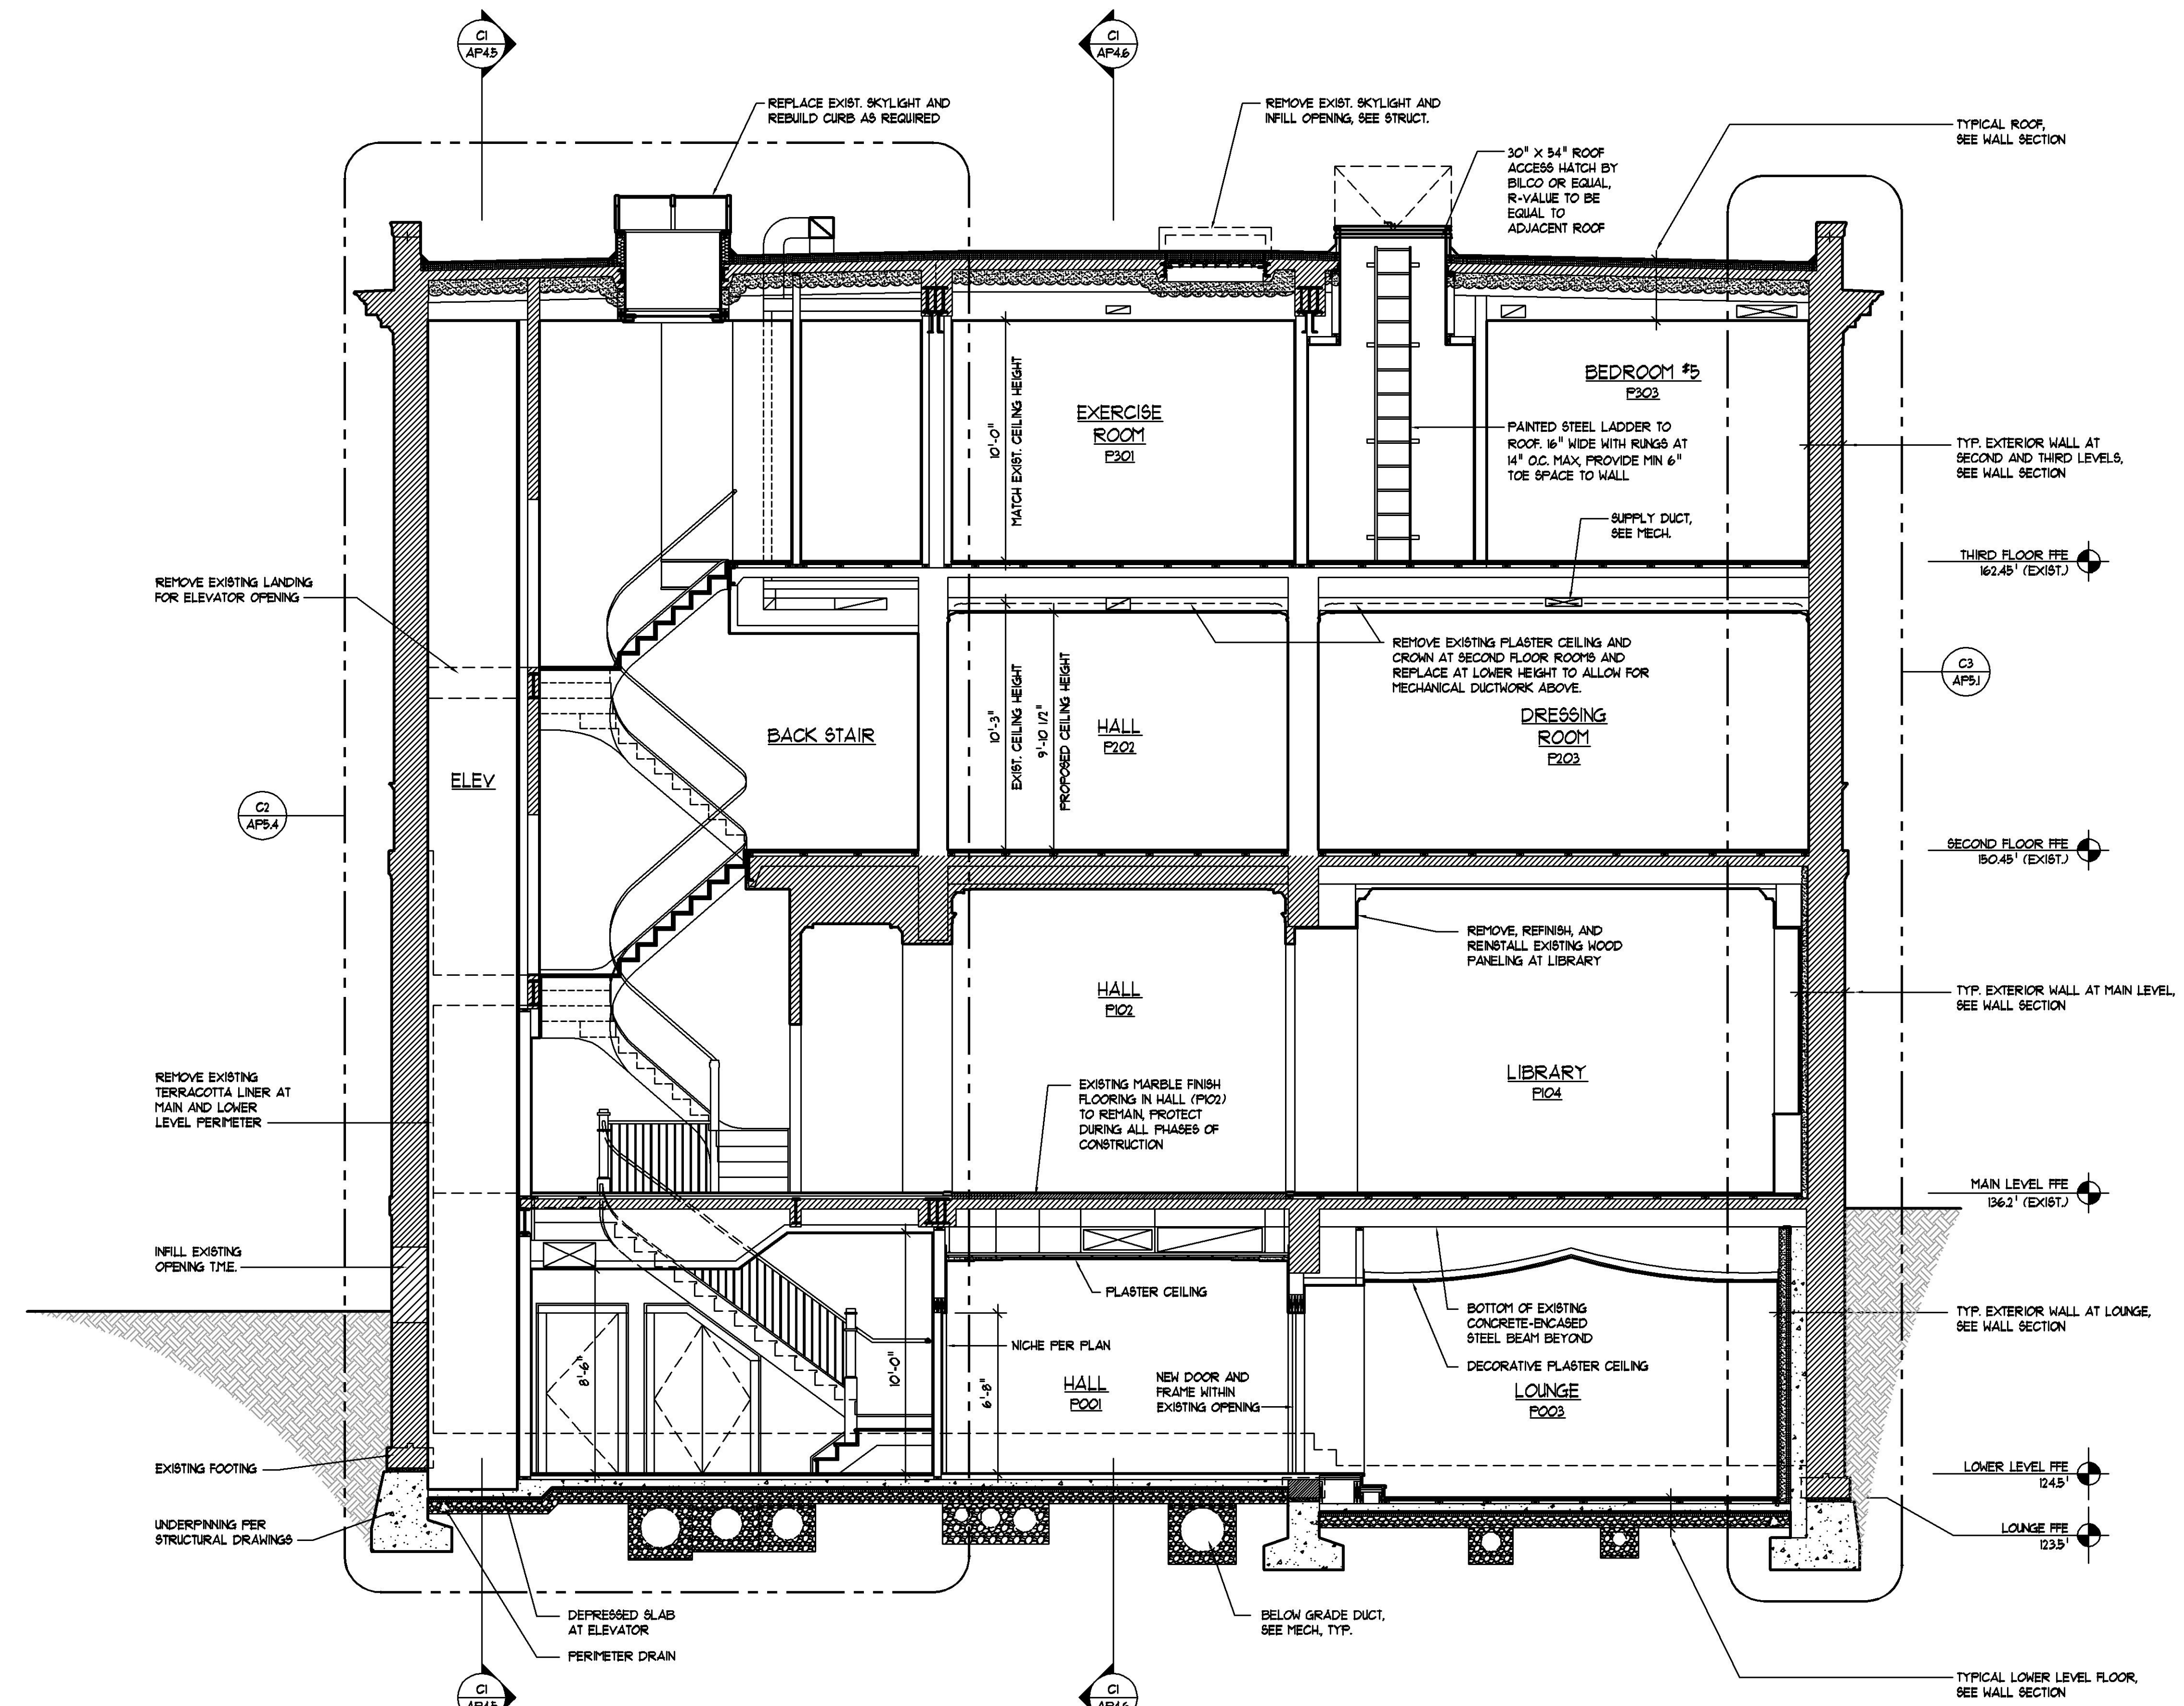 C1
AP4.5
C1
AP4.6
REPLACE EXIST. SKYLIGHT AND
REBUILD CURB AS REQUIRED
REMOVE EXIST. SKYLIGHT AND
INFILL OPENING, SEE STRUCT.
30" X 54" ROOF
ACCESS HATCH BY
BILCO OR EQUAL,
R-VALUE TO BE
EQUAL TO
ADJACENT ROOF
TYPICAL ROOF,
SEE WALL SECTION
10'-0"
MATCH EXIST. CEILING HEIGHT
EXERCISE
ROOM
P301
BEDROOM #5
P303
PAINTED STEEL LADDER TO
ROOF. 16" WIDE WITH RUNGS AT
14" O.C. MAX, PROVIDE MIN 6"
TOE SPACE TO WALL
TYP. EXTERIOR WALL AT
SECOND AND THIRD LEVELS,
SEE WALL SECTION
SUPPLY DUCT,
SEE MECH.
THIRD FLOOR FFE
162.45' (EXIST.)
REMOVE EXISTING LANDING
FOR ELEVATOR OPENING
REMOVE EXISTING PLASTER CEILING AND
CROWN AT SECOND FLOOR ROOMS AND
REPLACE AT LOWER HEIGHT TO ALLOW FOR
MECHANICAL DUCTWORK ABOVE.
C3
AP5.1
ELEV
BACK STAIR
10'-3"
EXIST. CEILING HEIGHT
9'-10 1/2"
PROPOSED CEILING HEIGHT
HALL
P202
DRESSING
ROOM
P203
C2
AP5.4
SECOND FLOOR FFE
150.45' (EXIST.)
REMOVE, REFINISH, AND
REINSTALL EXISTING WOOD
PANELING AT LIBRARY
HALL
P102
TYP. EXTERIOR WALL AT MAIN LEVEL,
SEE WALL SECTION
REMOVE EXISTING
TERRACOTTA LINER AT
MAIN AND LOWER
LEVEL PERIMETER
EXISTING MARBLE FINISH
FLOORING IN HALL (P102)
TO REMAIN, PROTECT
DURING ALL PHASES OF
CONSTRUCTION
LIBRARY
P104
MAIN LEVEL FFE
136.2' (EXIST.)
INFILL EXISTING
OPENING T.M.E.
PLASTER CEILING
BOTTOM OF EXISTING
CONCRETE-ENCASED
STEEL BEAM BEYOND
TYP. EXTERIOR WALL AT LOUNGE,
SEE WALL SECTION
NICHE PER PLAN
DECORATIVE PLASTER CEILING
8'-6"
10'-0"
6'-8"
HALL
P001
NEW DOOR AND
FRAME WITHIN
EXISTING OPENING
LOUNGE
P003
EXISTING FOOTING
LOWER LEVEL FFE
124.5'
UNDERPINNING PER
STRUCTURAL DRAWINGS
LOUNGE FFE
123.5'
DEPRESSED SLAB
AT ELEVATOR
PERIMETER DRAIN
BELOW GRADE DUCT,
SEE MECH., TYP.
TYPICAL LOWER LEVEL FLOOR,
SEE WALL SECTION
C1
AP4.5
C1
AP4.6